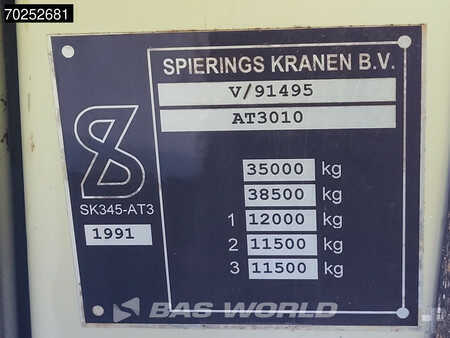 70252681
SPIERINGS KRANEN B.V.
V/91495
AT3010
35000 kg
38500 kg
1 12000 kg
2 11500 kg
3 11500 kg
SK345-AT3
1991
BAS WORLD